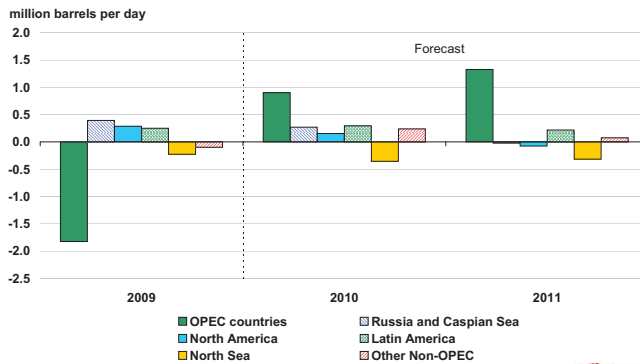 million barrels per day
2.0
Forecast
1.5
1.0
0.5
0.0
-0.5
-1.0
-1.5
-2.0
-2.5
2009 2010 2011
OPEC countries Russia and Caspian Sea
North America Latin America
North Sea Other Non-OPEC